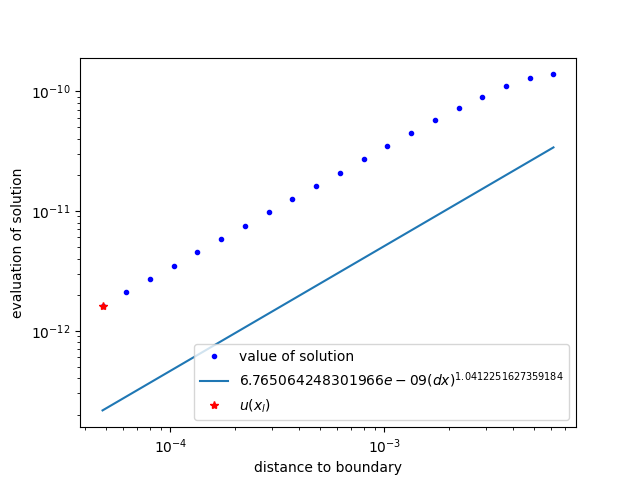 10⁻¹⁰
10⁻¹¹
10⁻¹²
evaluation of solution
value of solution
6.765064248301966e − 09(dx)^1.0412251627359184
u(x_l)
10⁻⁴
10⁻³
distance to boundary